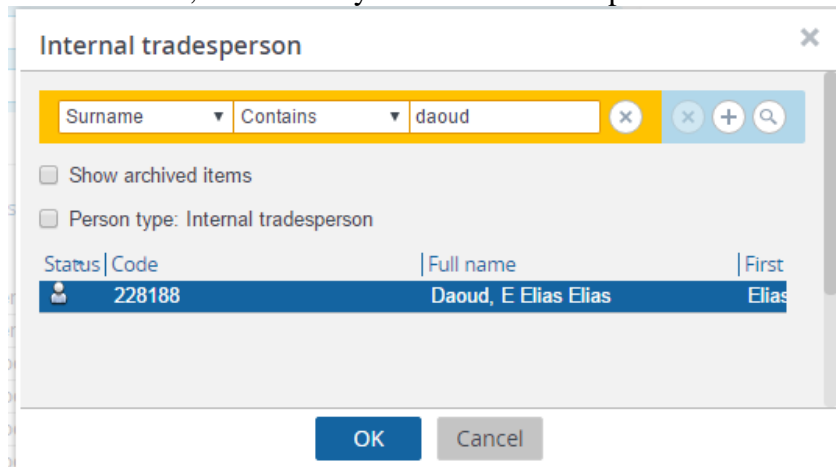 Internal tradesperson
Surname Contains daoud
Show archived items
Person type: Internal tradesperson
Status Code Full name First
228188 Daoud, E Elias Elias Elias
OK Cancel